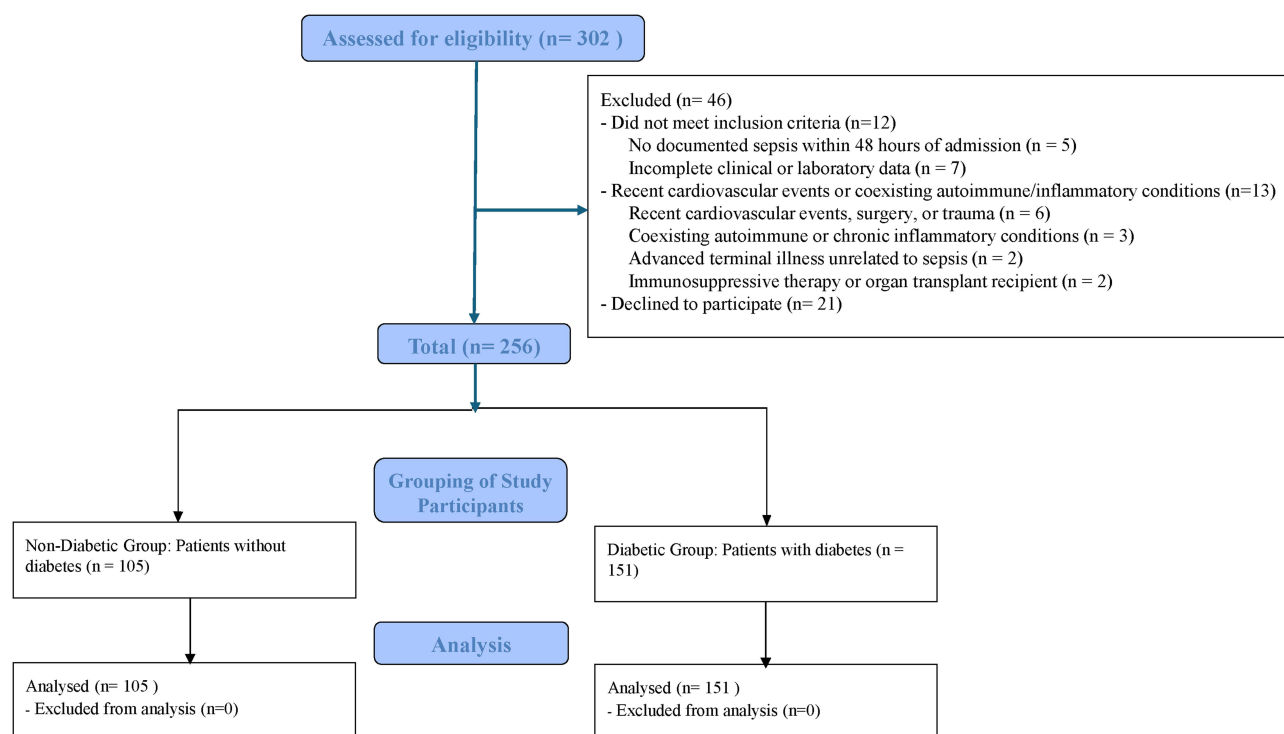 Assessed for eligibility (n= 302 )
Excluded (n= 46)
- Did not meet inclusion criteria (n=12)
No documented sepsis within 48 hours of admission (n = 5)
Incomplete clinical or laboratory data (n = 7)
- Recent cardiovascular events or coexisting autoimmune/inflammatory conditions (n=13)
Recent cardiovascular events, surgery, or trauma (n = 6)
Coexisting autoimmune or chronic inflammatory conditions (n = 3)
Advanced terminal illness unrelated to sepsis (n = 2)
Immunosuppressive therapy or organ transplant recipient (n = 2)
- Declined to participate (n= 21)
Total (n= 256)
Grouping of Study
Participants
Non-Diabetic Group: Patients without
diabetes (n = 105)
Diabetic Group: Patients with diabetes (n =
151)
Analysis
Analysed (n= 105 )
- Excluded from analysis (n=0)
Analysed (n= 151 )
- Excluded from analysis (n=0)